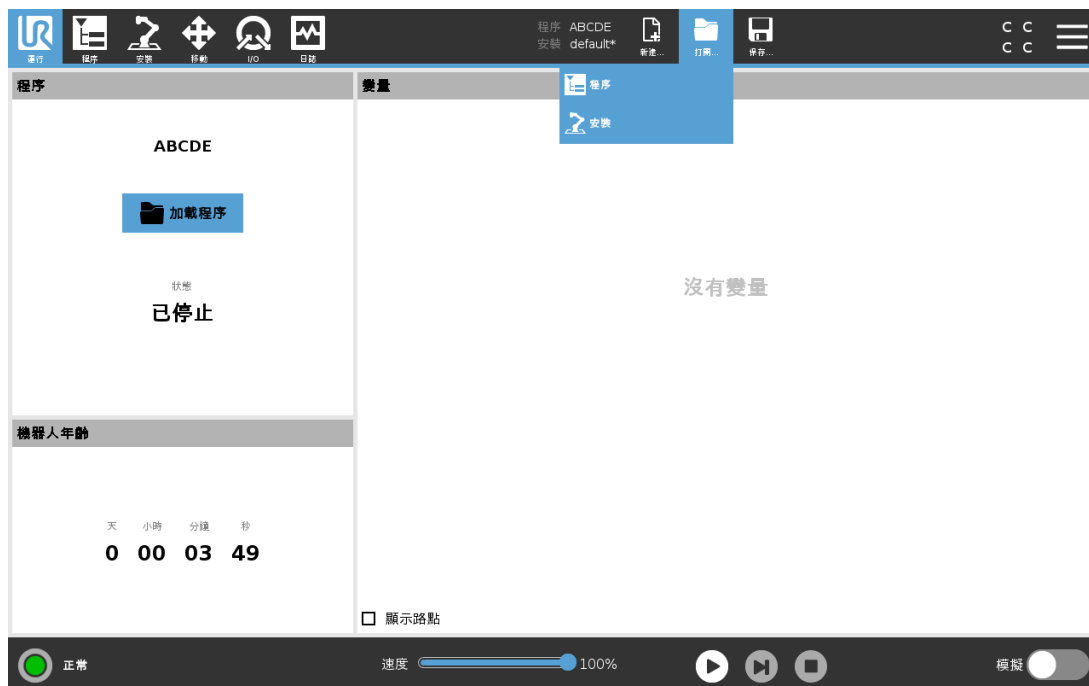 運行 程序 安裝 移動 I/O 日誌
程序 ABCDE
安裝 default*
新建... 打開... 保存...
C C
C C
程序
安裝
程序
變量
ABCDE
加載程序
狀態
已停止
沒有變量
機器人年齡
天 小時 分鐘 秒
0 00 03 49
顯示路點
正常
速度 100%
模擬